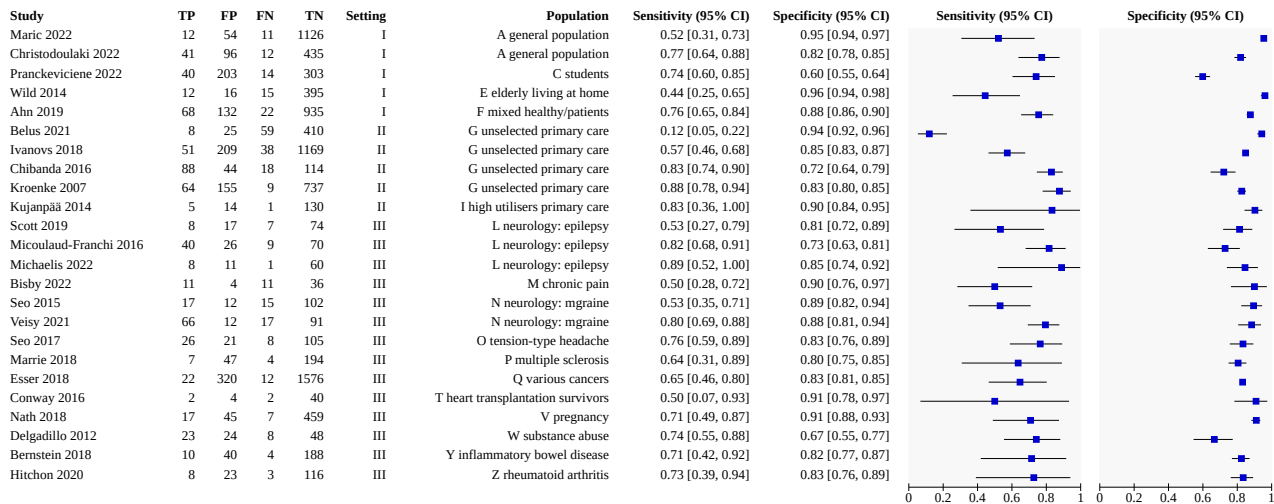 Study TP FP FN TN Setting Population Sensitivity (95% CI) Specificity (95% CI) Sensitivity (95% CI) Specificity (95% CI)
Maric 2022 12 54 11 1126 I A general population 0.52 [0.31, 0.73] 0.95 [0.94, 0.97]
Christodoulaki 2022 41 96 12 435 I A general population 0.77 [0.64, 0.88] 0.82 [0.78, 0.85]
Pranckeviciene 2022 40 203 14 303 I C students 0.74 [0.60, 0.85] 0.60 [0.55, 0.64]
Wild 2014 12 16 15 395 I E elderly living at home 0.44 [0.25, 0.65] 0.96 [0.94, 0.98]
Ahn 2019 68 132 22 935 I F mixed healthy/patients 0.76 [0.65, 0.84] 0.88 [0.86, 0.90]
Belus 2021 8 25 59 410 II G unselected primary care 0.12 [0.05, 0.22] 0.94 [0.92, 0.96]
Ivanovs 2018 51 209 38 1169 II G unselected primary care 0.57 [0.46, 0.68] 0.85 [0.83, 0.87]
Chibanda 2016 88 44 18 114 II G unselected primary care 0.83 [0.74, 0.90] 0.72 [0.64, 0.79]
Kroenke 2007 64 155 9 737 II G unselected primary care 0.88 [0.78, 0.94] 0.83 [0.80, 0.85]
Kujanpää 2014 5 14 1 130 II I high utilisers primary care 0.83 [0.36, 1.00] 0.90 [0.84, 0.95]
Scott 2019 8 17 7 74 III L neurology: epilepsy 0.53 [0.27, 0.79] 0.81 [0.72, 0.89]
Micoulaud-Franchi 2016 40 26 9 70 III L neurology: epilepsy 0.82 [0.68, 0.91] 0.73 [0.63, 0.81]
Michaelis 2022 8 11 1 60 III L neurology: epilepsy 0.89 [0.52, 1.00] 0.85 [0.74, 0.92]
Bisby 2022 11 4 11 36 III M chronic pain 0.50 [0.28, 0.72] 0.90 [0.76, 0.97]
Seo 2015 17 12 15 102 III N neurology: mgraine 0.53 [0.35, 0.71] 0.89 [0.82, 0.94]
Veisy 2021 66 12 17 91 III N neurology: mgraine 0.80 [0.69, 0.88] 0.88 [0.81, 0.94]
Seo 2017 26 21 8 105 III O tension-type headache 0.76 [0.59, 0.89] 0.83 [0.76, 0.89]
Marrie 2018 7 47 4 194 III P multiple sclerosis 0.64 [0.31, 0.89] 0.80 [0.75, 0.85]
Esser 2018 22 320 12 1576 III Q various cancers 0.65 [0.46, 0.80] 0.83 [0.81, 0.85]
Conway 2016 2 4 2 40 III T heart transplantation survivors 0.50 [0.07, 0.93] 0.91 [0.78, 0.97]
Nath 2018 17 45 7 459 III V pregnancy 0.71 [0.49, 0.87] 0.91 [0.88, 0.93]
Delgadillo 2012 23 24 8 48 III W substance abuse 0.74 [0.55, 0.88] 0.67 [0.55, 0.77]
Bernstein 2018 10 40 4 188 III Y inflammatory bowel disease 0.71 [0.42, 0.92] 0.82 [0.77, 0.87]
Hitchon 2020 8 23 3 116 III Z rheumatoid arthritis 0.73 [0.39, 0.94] 0.83 [0.76, 0.89]
0 0.2 0.4 0.6 0.8 1 0 0.2 0.4 0.6 0.8 1